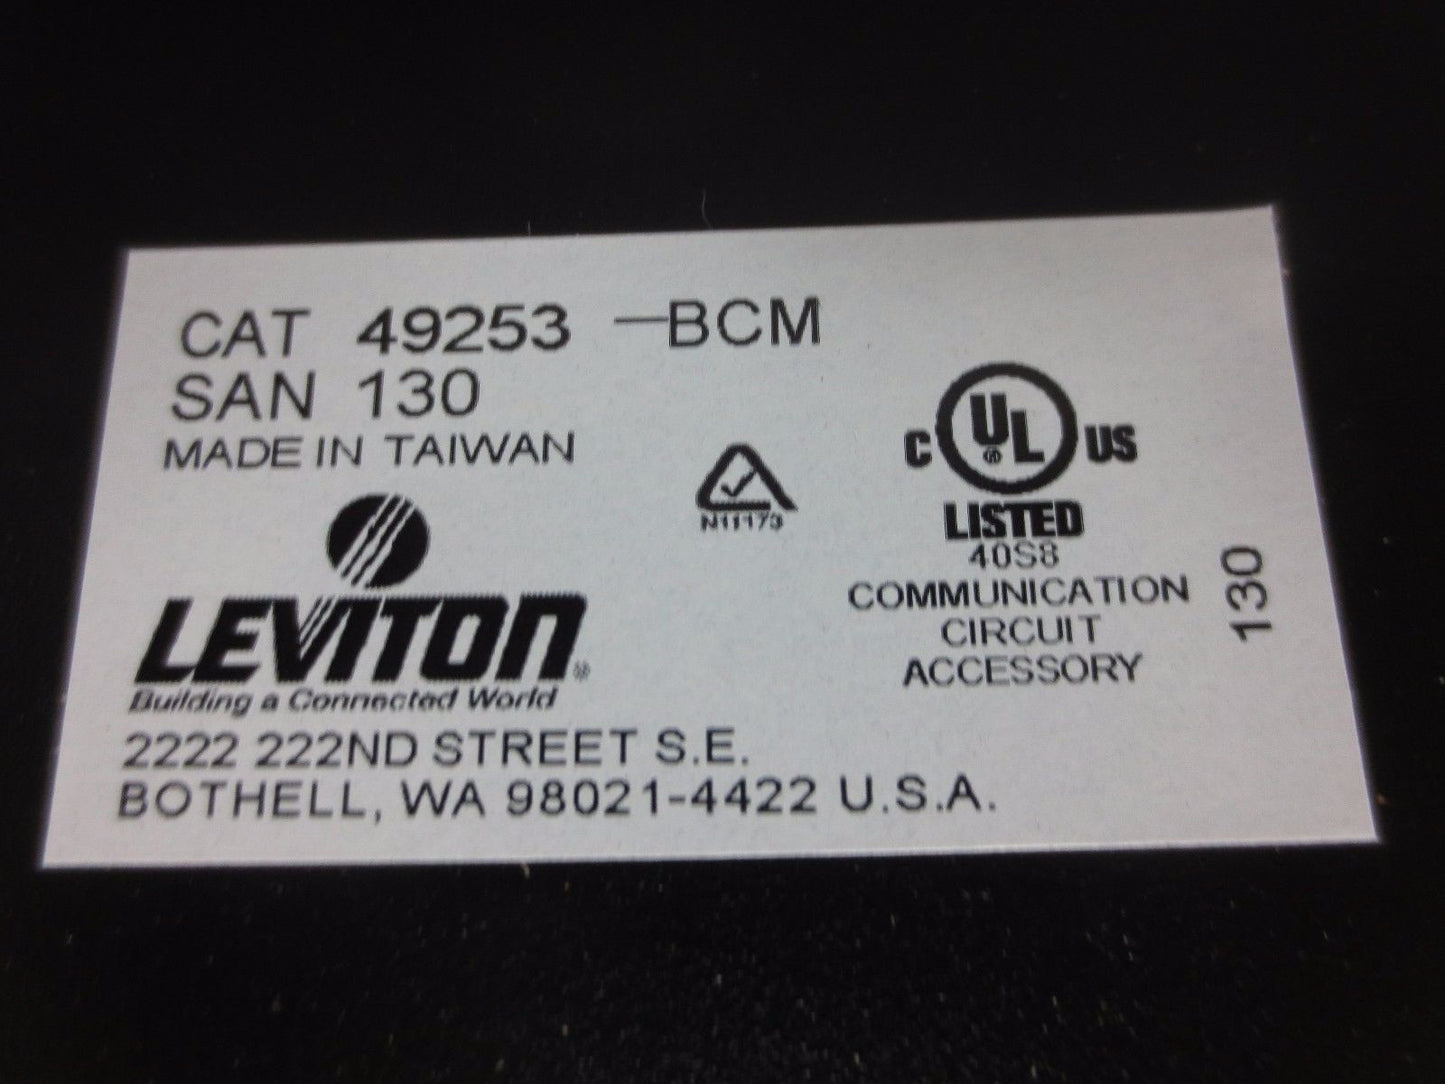 CAT 49253 —BCM
SAN 130
MADE IN TAIWAN
LEVITON®
Building a Connected World
2222 222ND STREET S.E.
BOTHELL, WA 98021-4422 U.S.A.
N11173
C UL® US
LISTED
40S8
COMMUNICATION
CIRCUIT
ACCESSORY
130